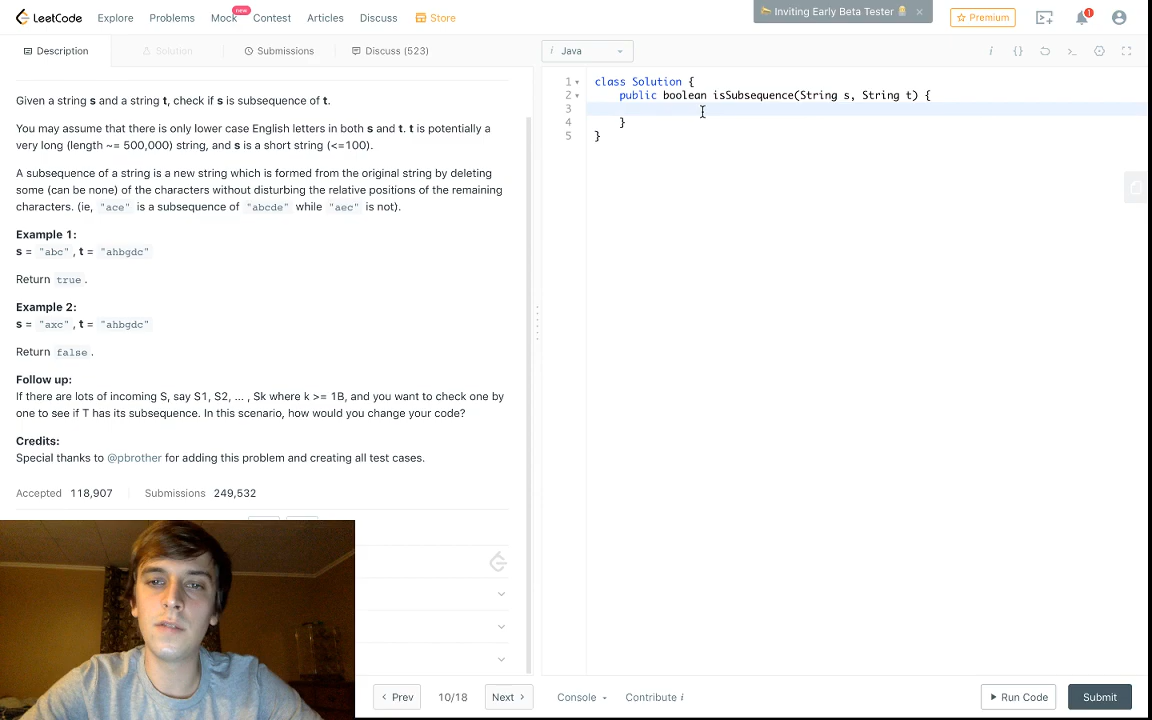 LeetCode Explore Problems Mock new Contest Articles Discuss Store Inviting Early Beta Tester × Premium 1
Description Solution Submissions Discuss (523) i Java i {} >_
Given a string s and a string t, check if s is subsequence of t.
You may assume that there is only lower case English letters in both s and t. t is potentially a
very long (length ~= 500,000) string, and s is a short string (<=100).
A subsequence of a string is a new string which is formed from the original string by deleting
some (can be none) of the characters without disturbing the relative positions of the remaining
characters. (ie, "ace" is a subsequence of "abcde" while "aec" is not).
Example 1:
s = "abc", t = "ahbgdc"
Return true.
Example 2:
s = "axc", t = "ahbgdc"
Return false.
Follow up:
If there are lots of incoming S, say S1, S2, ... , Sk where k >= 1B, and you want to check one by
one to see if T has its subsequence. In this scenario, how would you change your code?
Credits:
Special thanks to @pbrother for adding this problem and creating all test cases.
Accepted 118,907 Submissions 249,532
1 class Solution {
2 public boolean isSubsequence(String s, String t) {
3
4 }
5 }
< Prev 10/18 Next > Console Contribute i Run Code Submit